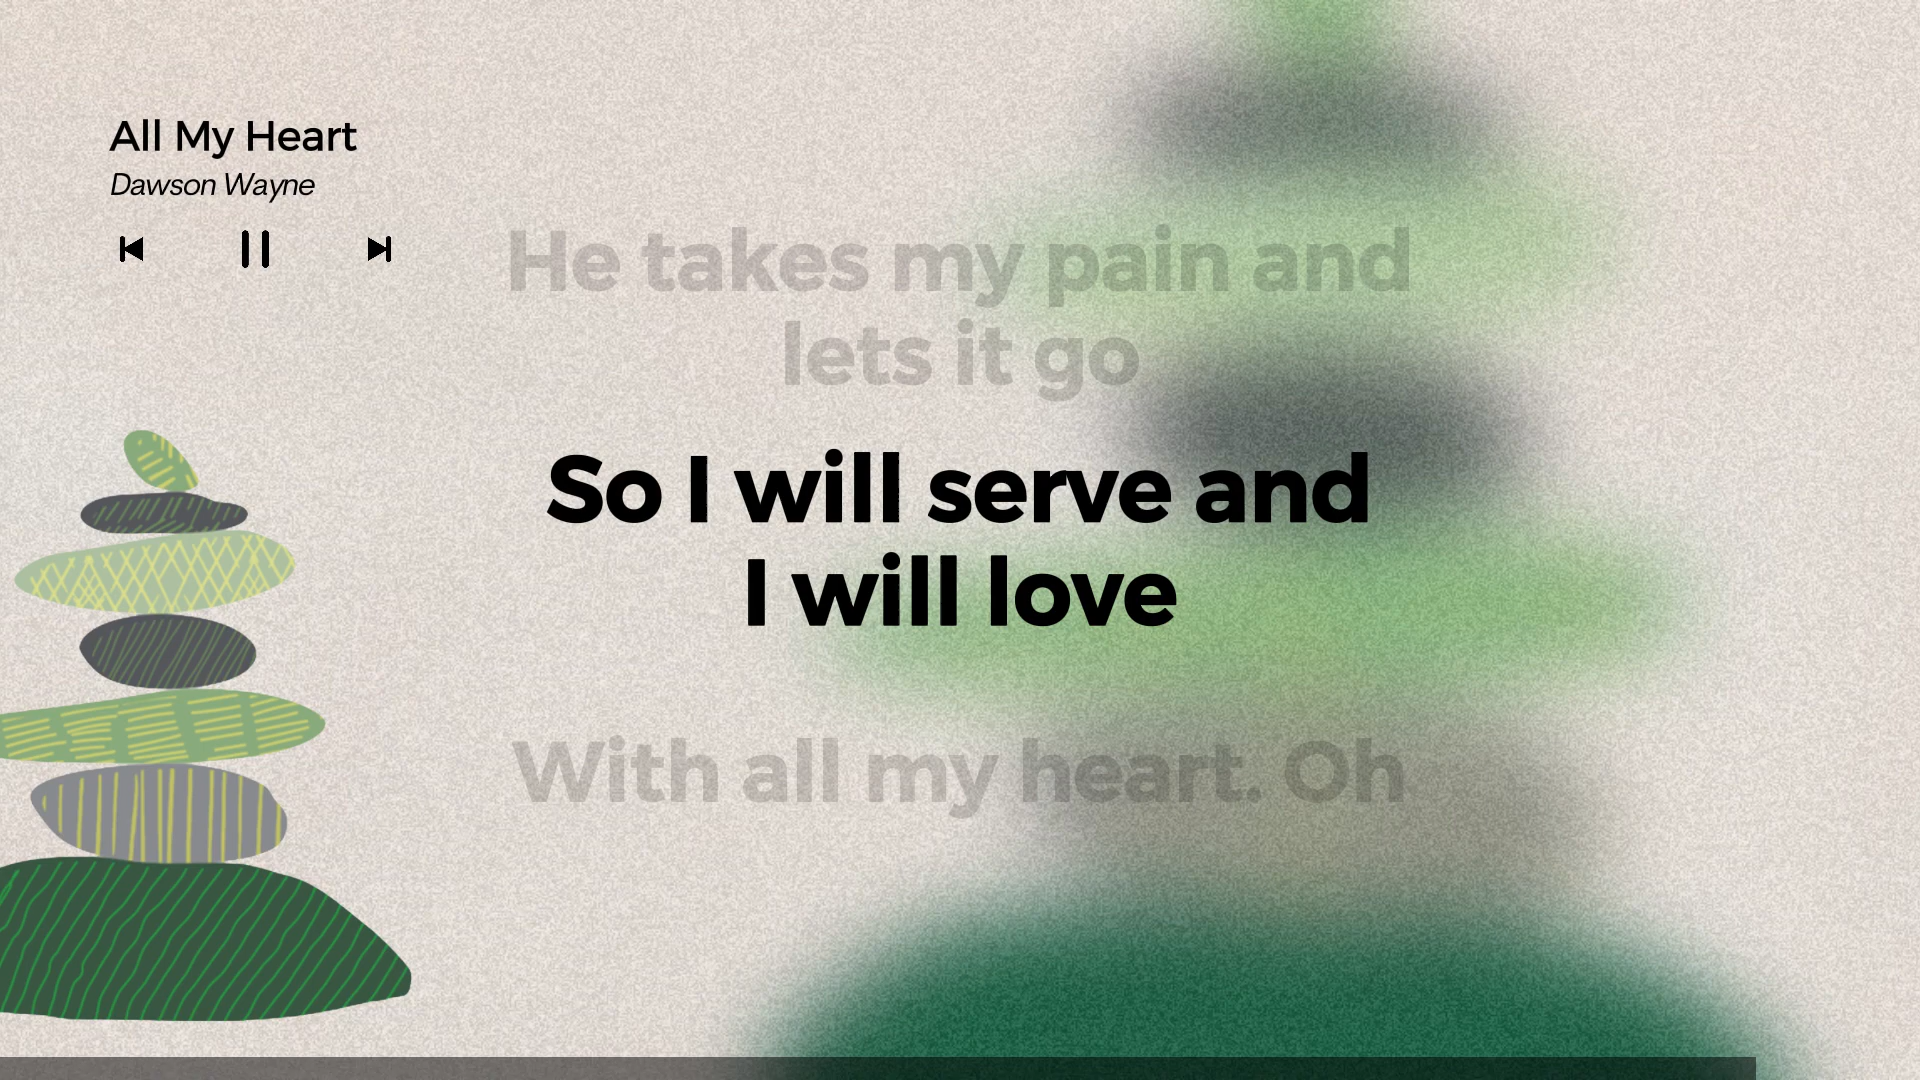 All My Heart
Dawson Wayne
He takes my pain and
lets it go
So I will serve and
I will love
With all my heart. Oh